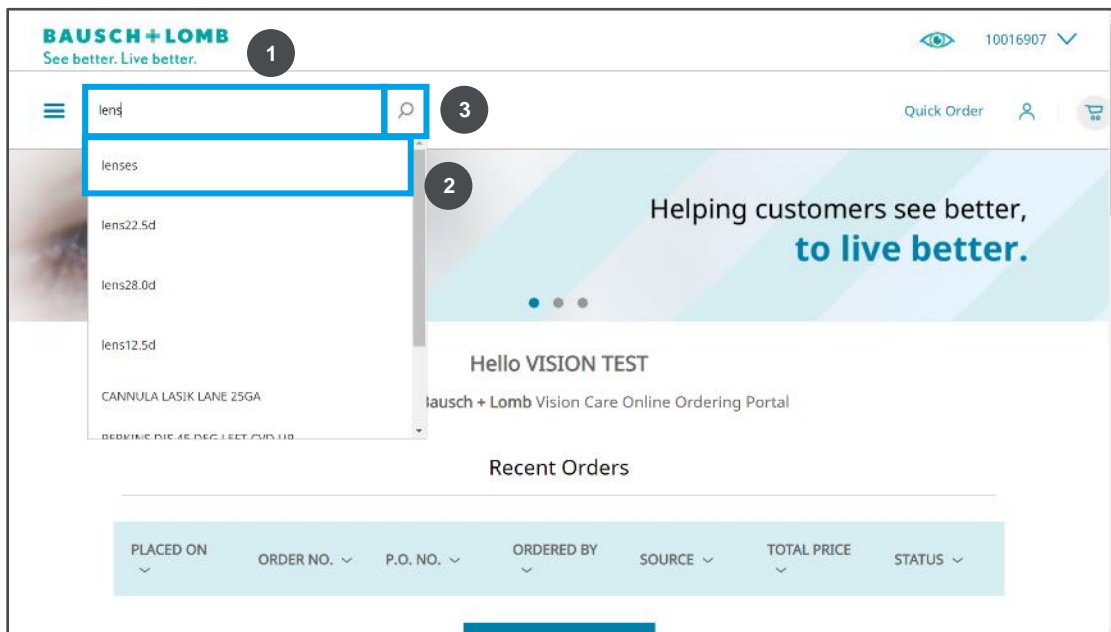 BAUSCH+LOMB
See better. Live better.
1
10016907
lens
3
Quick Order
lenses
2
lens22.5d
lens28.0d
lens12.5d
CANNULA LASIK LANE 25GA
Helping customers see better,
to live better.
Hello VISION TEST
Bausch + Lomb Vision Care Online Ordering Portal
Recent Orders
PLACED ON
ORDER NO.
P.O. NO.
ORDERED BY
SOURCE
TOTAL PRICE
STATUS